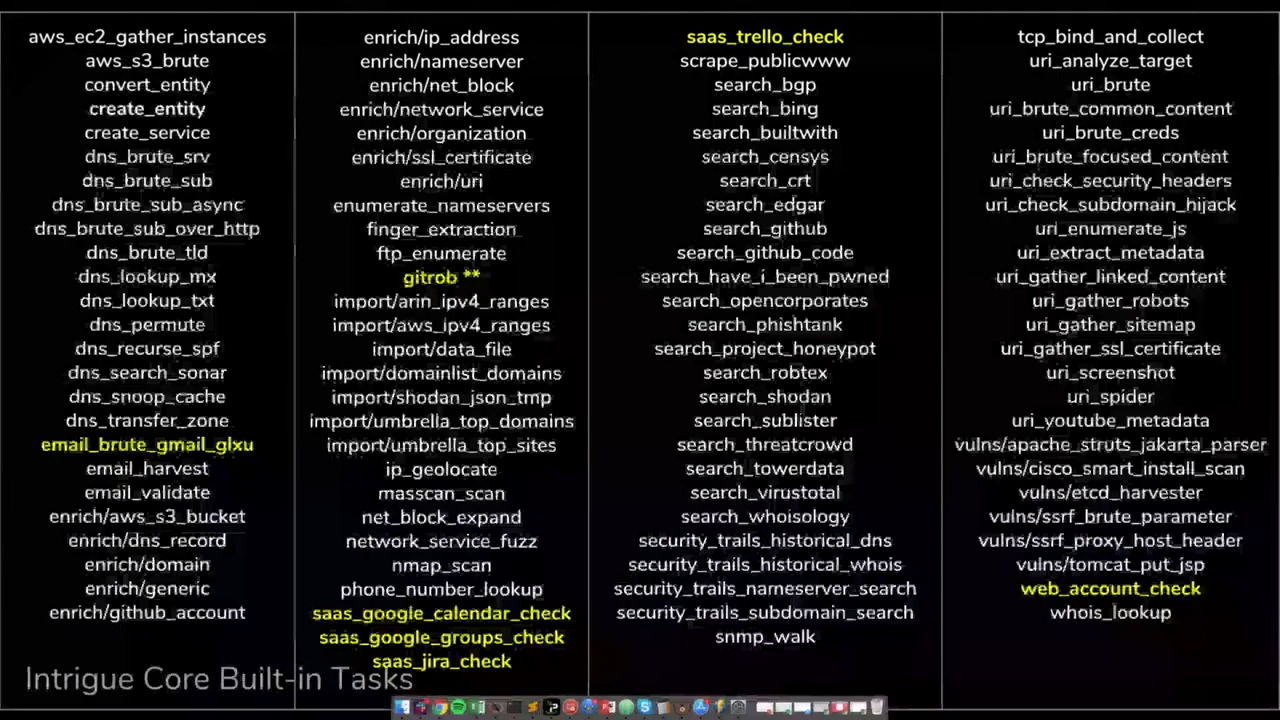 aws_ec2_gather_instances
aws_s3_brute
convert_entity
create_entity
create_service
dns_brute_srv
dns_brute_sub
dns_brute_sub_async
dns_brute_sub_over_http
dns_brute_tld
dns_lookup_mx
dns_lookup_txt
dns_permute
dns_recurse_spf
dns_search_sonar
dns_snoop_cache
dns_transfer_zone
email_brute_gmail_glxu
email_harvest
email_validate
enrich/aws_s3_bucket
enrich/dns_record
enrich/domain
enrich/generic
enrich/github_account
enrich/ip_address
enrich/nameserver
enrich/net_block
enrich/network_service
enrich/organization
enrich/ssl_certificate
enrich/uri
enumerate_nameservers
finger_extraction
ftp_enumerate
gitrob **
import/arin_ipv4_ranges
import/aws_ipv4_ranges
import/data_file
import/domainlist_domains
import/shodan_json_tmp
import/umbrella_top_domains
import/umbrella_top_sites
ip_geolocate
masscan_scan
net_block_expand
network_service_fuzz
nmap_scan
phone_number_lookup
saas_google_calendar_check
saas_google_groups_check
saas_jira_check
saas_trello_check
scrape_publicwww
search_bgp
search_bing
search_builtwith
search_censys
search_crt
search_edgar
search_github
search_github_code
search_have_i_been_pwned
search_opencorporates
search_phishtank
search_project_honeypot
search_robtex
search_shodan
search_sublister
search_threatcrowd
search_towerdata
search_virustotal
search_whoisology
security_trails_historical_dns
security_trails_historical_whois
security_trails_nameserver_search
security_trails_subdomain_search
snmp_walk
tcp_bind_and_collect
uri_analyze_target
uri_brute
uri_brute_common_content
uri_brute_creds
uri_brute_focused_content
uri_check_security_headers
uri_check_subdomain_hijack
uri_enumerate_js
uri_extract_metadata
uri_gather_linked_content
uri_gather_robots
uri_gather_sitemap
uri_gather_ssl_certificate
uri_screenshot
uri_spider
uri_youtube_metadata
vulns/apache_struts_jakarta_parser
vulns/cisco_smart_install_scan
vulns/etcd_harvester
vulns/ssrf_brute_parameter
vulns/ssrf_proxy_host_header
vulns/tomcat_put_jsp
web_account_check
whois_lookup
Intrigue Core Built-in Tasks